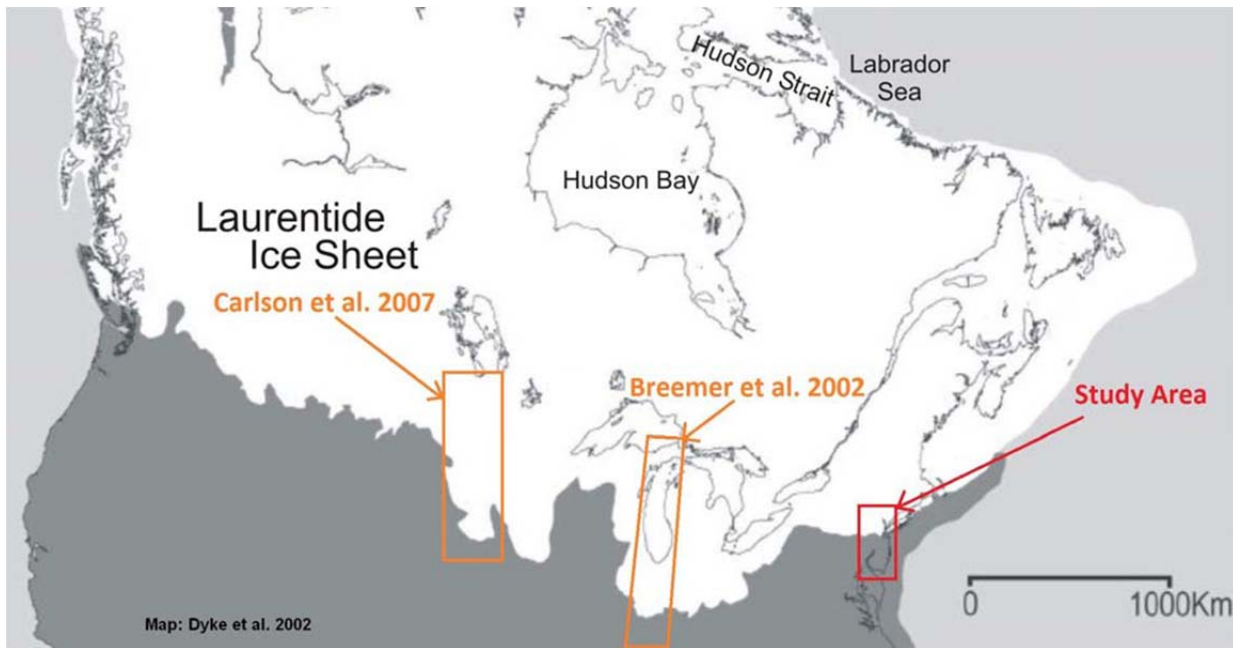 Hudson Strait
Labrador
Sea
Hudson Bay
Laurentide
Ice Sheet
Carlson et al. 2007
Breemer et al. 2002
Study Area
0 1000Km
Map: Dyke et al. 2002